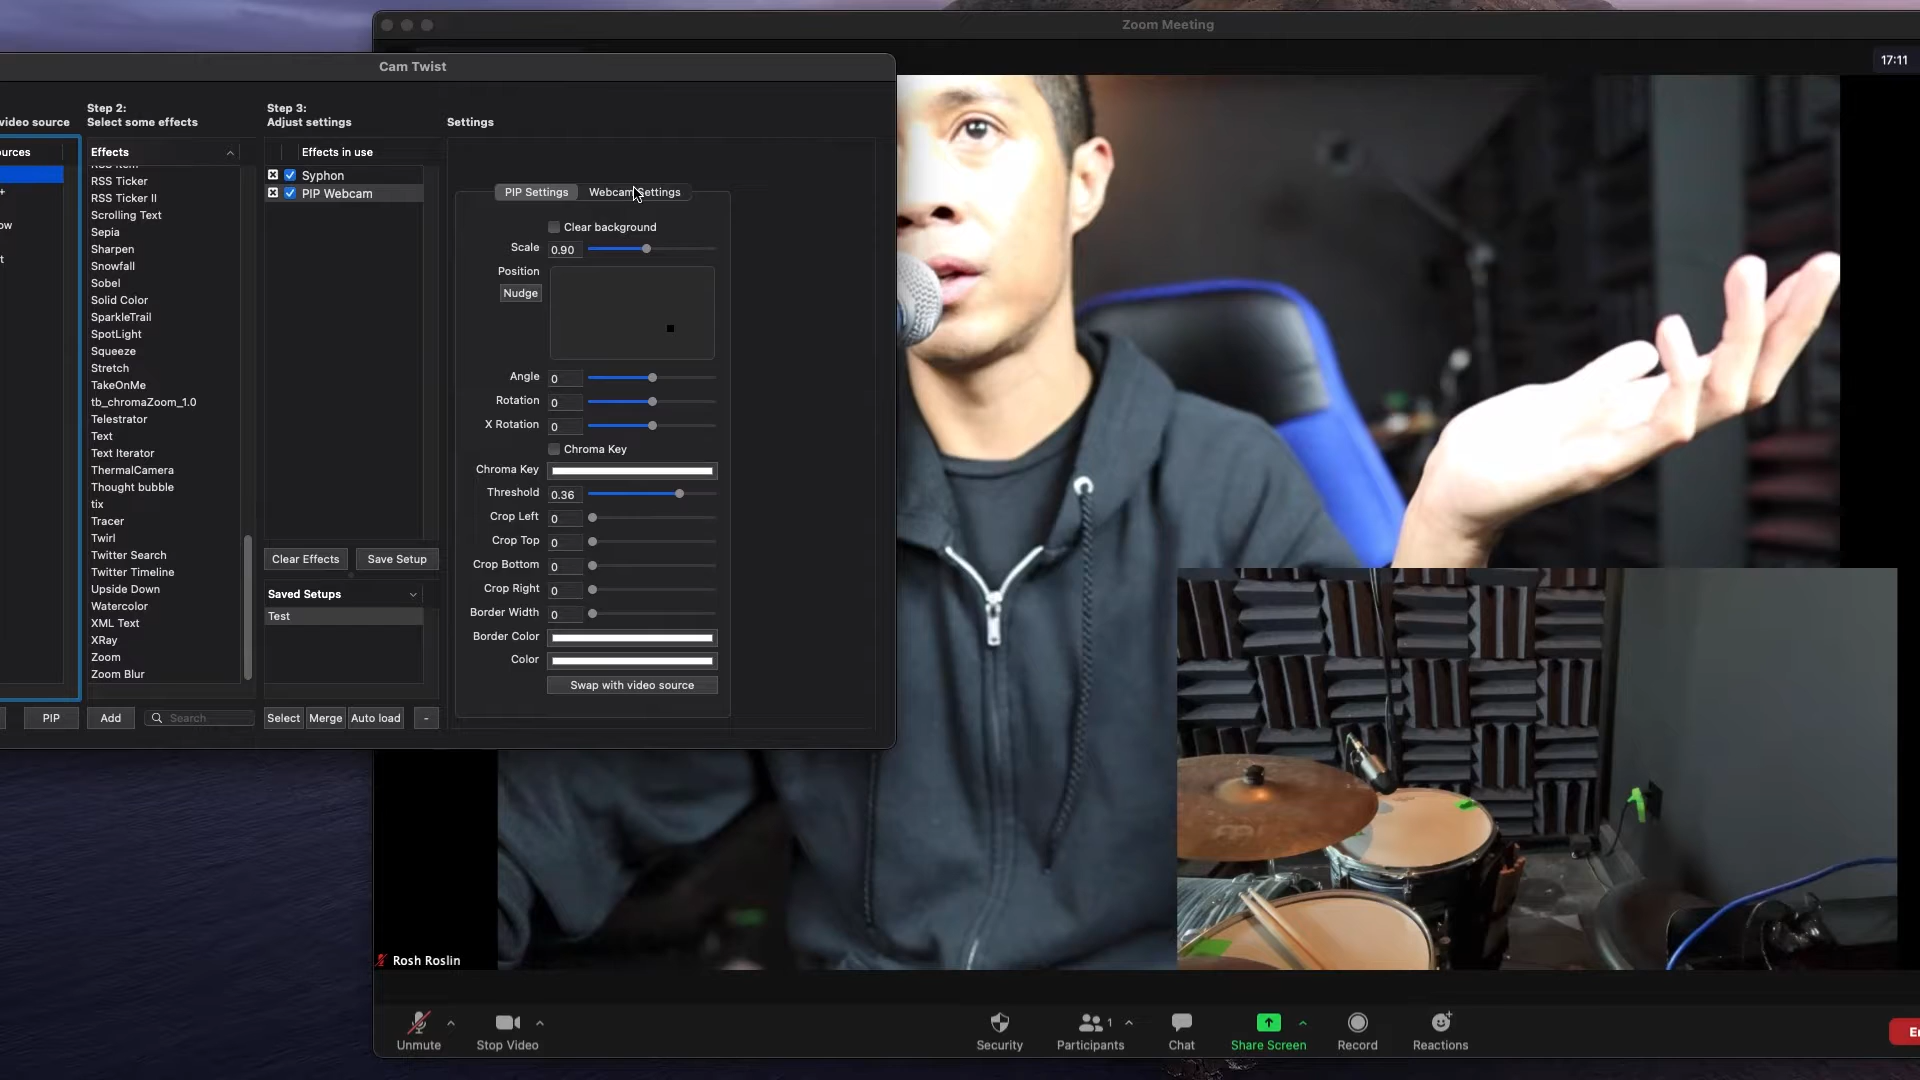 Zoom Meeting
17:11
Cam Twist
video source
Step 2:
Select some effects
Step 3:
Adjust settings
Settings
Effects
RSS Ticker
RSS Ticker II
Scrolling Text
Sepia
Sharpen
Snowfall
Sobel
Solid Color
SparkleTrail
SpotLight
Squeeze
Stretch
TakeOnMe
tb_chromaZoom_1.0
Telestrator
Text
Text Iterator
ThermalCamera
Thought bubble
tix
Tracer
Twirl
Twitter Search
Twitter Timeline
Upside Down
Watercolor
XML Text
XRay
Zoom
Zoom Blur
PIP
Add
Search
Effects in use
Syphon
PIP Webcam
Clear Effects
Save Setup
Saved Setups
Test
Select
Merge
Auto load
-
PIP Settings
Webcam Settings
Clear background
Scale 0.90
Position
Nudge
Angle 0
Rotation 0
X Rotation 0
Chroma Key
Chroma Key
Threshold 0.36
Crop Left 0
Crop Top 0
Crop Bottom 0
Crop Right 0
Border Width 0
Border Color
Color
Swap with video source
Rosh Roslin
Unmute
Stop Video
Security
1
Participants
Chat
Share Screen
Record
Reactions